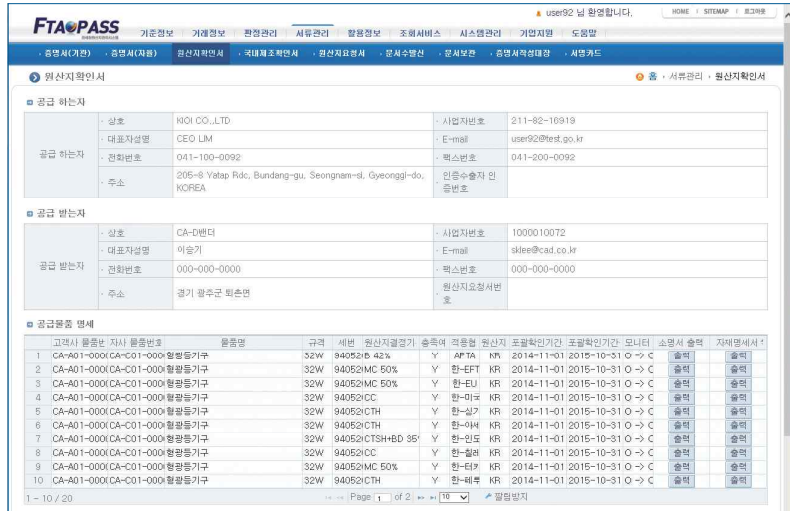 user92 님 환영합니다.
HOME | SITEMAP | 로그아웃
FTA PASS
기준정보 거래정보 판정관리 서류관리 활용정보 조회서비스 시스템관리 기업지원 도움말
증명서(기관) 증명서(자율) 원산지확인서 국내제조확인서 원산지요청서 문서수발신 문서보관 증명서작성대장 서명카드
원산지확인서
홈 서류관리 원산지확인서
공급 하는자
공급 하는자
상호 KIOI CO.,LTD 사업자번호 211-82-16919
대표자성명 CEO LIM E-mail user92@test.go.kr
전화번호 041-100-0092 팩스번호 041-200-0092
주소 205-8 Yatap Rdc, Bundang-gu, Seongnam-si, Gyeonggi-do, KOREA 인증수출자 인증번호
공급 받는자
공급 받는자
상호 CA-D밴더 사업자번호 1000010072
대표자성명 이승기 E-mail sklee@cad.co.kr
전화번호 000-000-0000 팩스번호 000-000-0000
주소 경기 광주군 퇴촌면 원산지요청서번호
공급물품 명세
고객사 물품번 자사 물품번호 물품명 규격 세번 원산지결정기 충족여 적용협 원산지 포괄확인기간 포괄확인기간 모니터 소명서 출력 자재명세서
1 CA-A01-000( CA-C01-000( 형광등기구 32W 94052( B 42% Y APTA KR 2014-11-01 2015-10-31 O -> C 출력 출력
2 CA-A01-000( CA-C01-000( 형광등기구 32W 94052( MC 50% Y 한-EFT KR 2014-11-01 2015-10-31 O -> C 출력 출력
3 CA-A01-000( CA-C01-000( 형광등기구 32W 94052( MC 50% Y 한-EU KR 2014-11-01 2015-10-31 O -> C 출력 출력
4 CA-A01-000( CA-C01-000( 형광등기구 32W 94052( CC Y 한-미국 KR 2014-11-01 2015-10-31 O -> C 출력 출력
5 CA-A01-000( CA-C01-000( 형광등기구 32W 94052( CTH Y 한-싱가 KR 2014-11-01 2015-10-31 O -> C 출력 출력
6 CA-A01-000( CA-C01-000( 형광등기구 32W 94052( CTH Y 한-아세 KR 2014-11-01 2015-10-31 O -> C 출력 출력
7 CA-A01-000( CA-C01-000( 형광등기구 32W 94052( CTSH+BD 35 Y 한-인도 KR 2014-11-01 2015-10-31 O -> C 출력 출력
8 CA-A01-000( CA-C01-000( 형광등기구 32W 94052( CC Y 한-칠레 KR 2014-11-01 2015-10-31 O -> C 출력 출력
9 CA-A01-000( CA-C01-000( 형광등기구 32W 94052( MC 50% Y 한-터키 KR 2014-11-01 2015-10-31 O -> C 출력 출력
10 CA-A01-000( CA-C01-000( 형광등기구 32W 94052( CTH Y 한-페루 KR 2014-11-01 2015-10-31 O -> C 출력 출력
1 - 10 / 20 Page 1 of 2 10 깔림방지